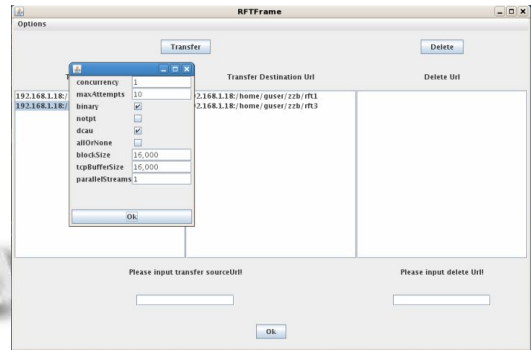 RFTFrame
Options
Transfer
Delete
T
Transfer Destination Url
Delete Url
concurrency 1
maxAttempts 10
binary
notpt
dcau
allOrNone
blockSize 16,000
tcpBufferSize 16,000
parallelStreams 1
Ok
192.168.1.18:/
92.168.1.18:/home/guser/zzb/rft1
192.168.1.18:/
92.168.1.18:/home/guser/zzb/rft3
Please input transfer sourceUrl!
Please input delete Url!
Ok